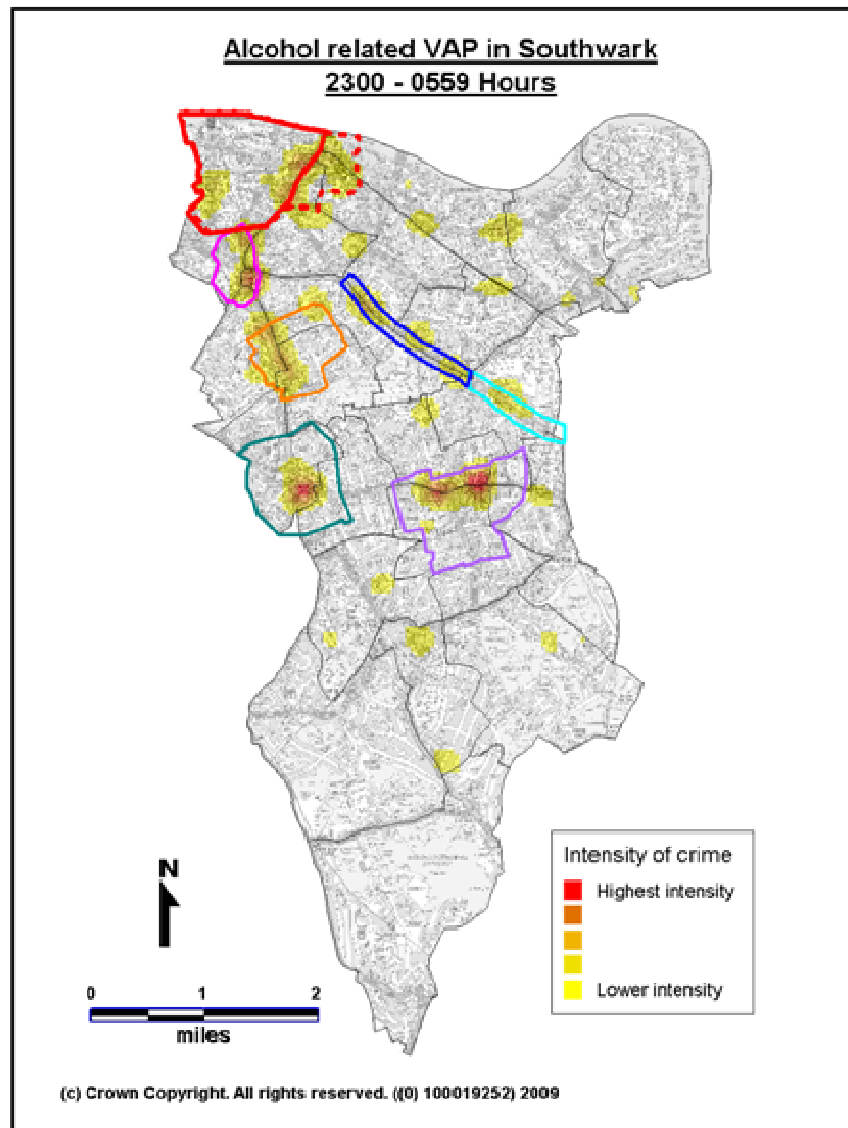 Alcohol related VAP in Southwark
2300 - 0559 Hours
Intensity of crime
Highest intensity
Lower intensity
N
0 1 2
miles
(c) Crown Copyright. All rights reserved. ((0) 100019252) 2009